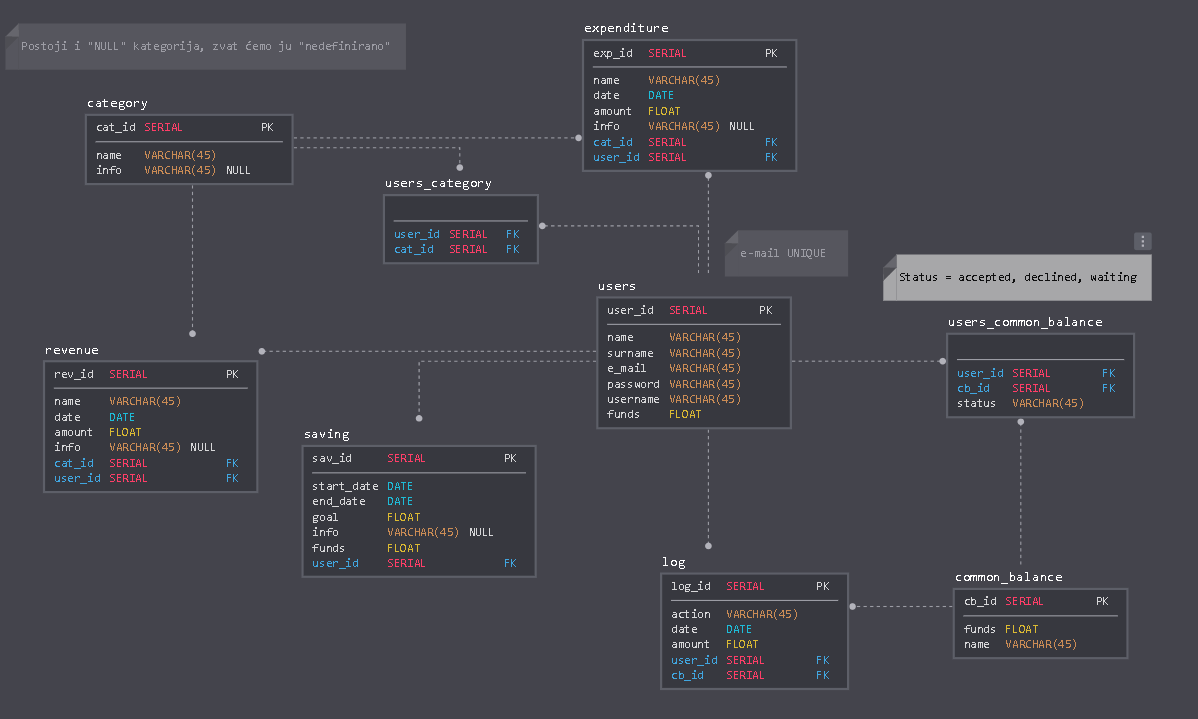 Postoji i "NULL" kategorija, zvat ćemo ju "nedefinirano"
expenditure
exp_id SERIAL PK
name VARCHAR(45)
date DATE
amount FLOAT
info VARCHAR(45) NULL
cat_id SERIAL FK
user_id SERIAL FK
category
cat_id SERIAL PK
name VARCHAR(45)
info VARCHAR(45) NULL
users_category
user_id SERIAL FK
cat_id SERIAL FK
e-mail UNIQUE
Status = accepted, declined, waiting
users
user_id SERIAL PK
name VARCHAR(45)
surname VARCHAR(45)
e_mail VARCHAR(45)
password VARCHAR(45)
username VARCHAR(45)
funds FLOAT
users_common_balance
user_id SERIAL FK
cb_id SERIAL FK
status VARCHAR(45)
revenue
rev_id SERIAL PK
name VARCHAR(45)
date DATE
amount FLOAT
info VARCHAR(45) NULL
cat_id SERIAL FK
user_id SERIAL FK
saving
sav_id SERIAL PK
start_date DATE
end_date DATE
goal FLOAT
info VARCHAR(45) NULL
funds FLOAT
user_id SERIAL FK
log
log_id SERIAL PK
action VARCHAR(45)
date DATE
amount FLOAT
user_id SERIAL FK
cb_id SERIAL FK
common_balance
cb_id SERIAL PK
funds FLOAT
name VARCHAR(45)